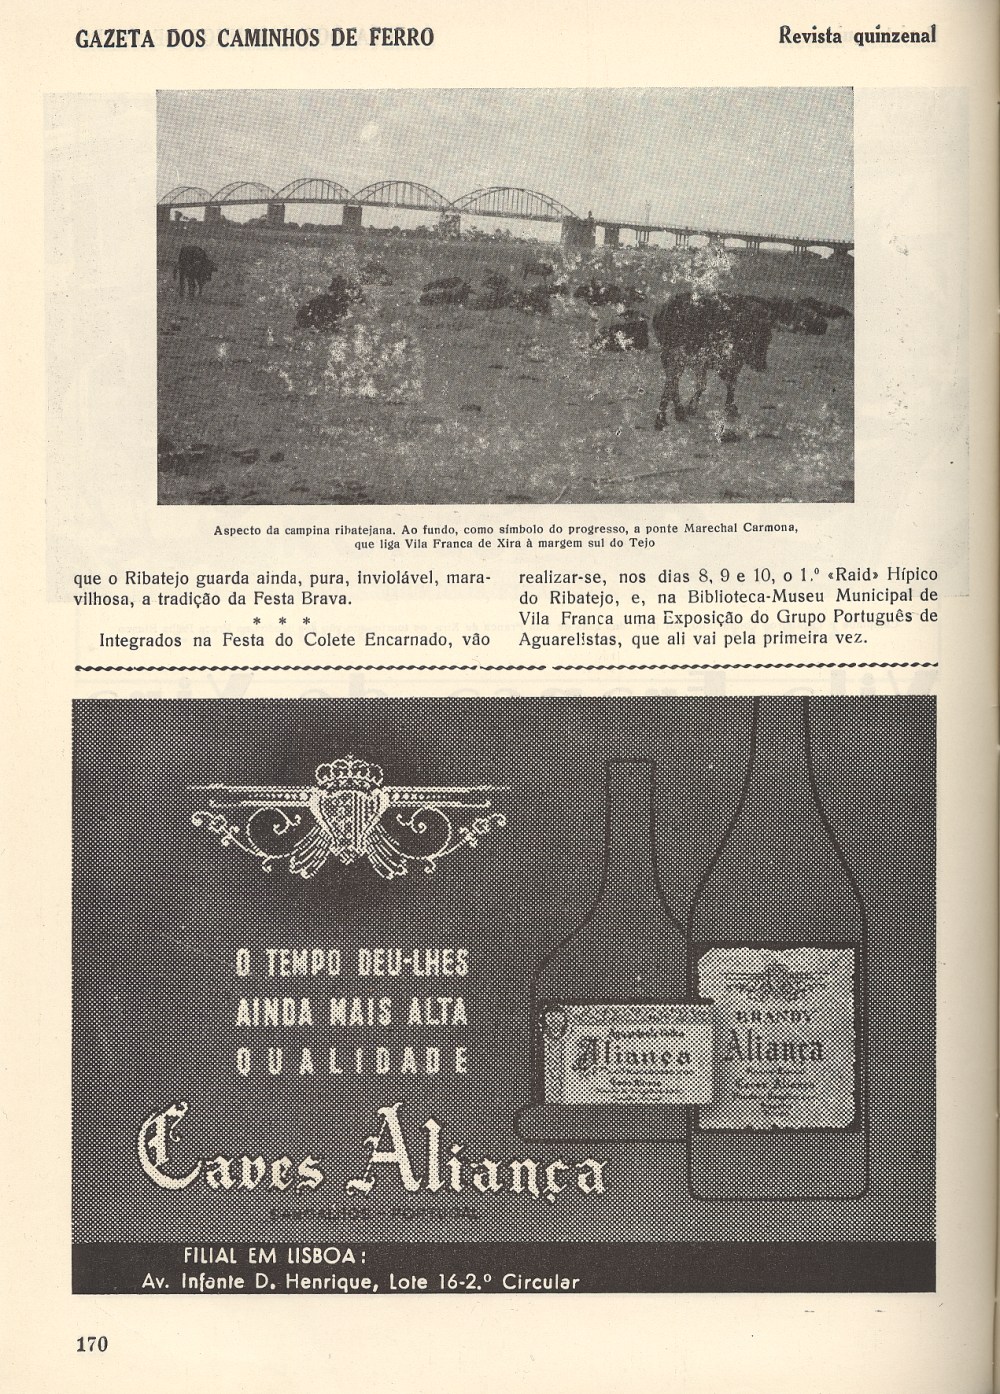 GAZETA DOS CAMINHOS DE FERRO
Revista quinzenal
Aspecto da campina ribatejana. Ao fundo, como símbolo do progresso, a ponte Marechal Carmona,
que liga Vila Franca de Xira à margem sul do Tejo
que o Ribatejo guarda ainda, pura, inviolável, mara-
vilhosa, a tradição da Festa Brava.
* * *
Integrados na Festa do Colete Encarnado, vão
realizar-se, nos dias 8, 9 e 10, o 1.º «Raid» Hípico
do Ribatejo, e, na Biblioteca-Museu Municipal de
Vila Franca uma Exposição do Grupo Português de
Aguarelistas, que ali vai pela primeira vez.
O TEMPO DEU-LHES
AINDA MAIS ALTA
QUALIDADE
Aliança
BRANDY
Aliança
Caves Aliança
Caves Aliança
SANGALHOS - PORTUGAL
FILIAL EM LISBOA:
Av. Infante D. Henrique, Lote 16-2.º Circular
170